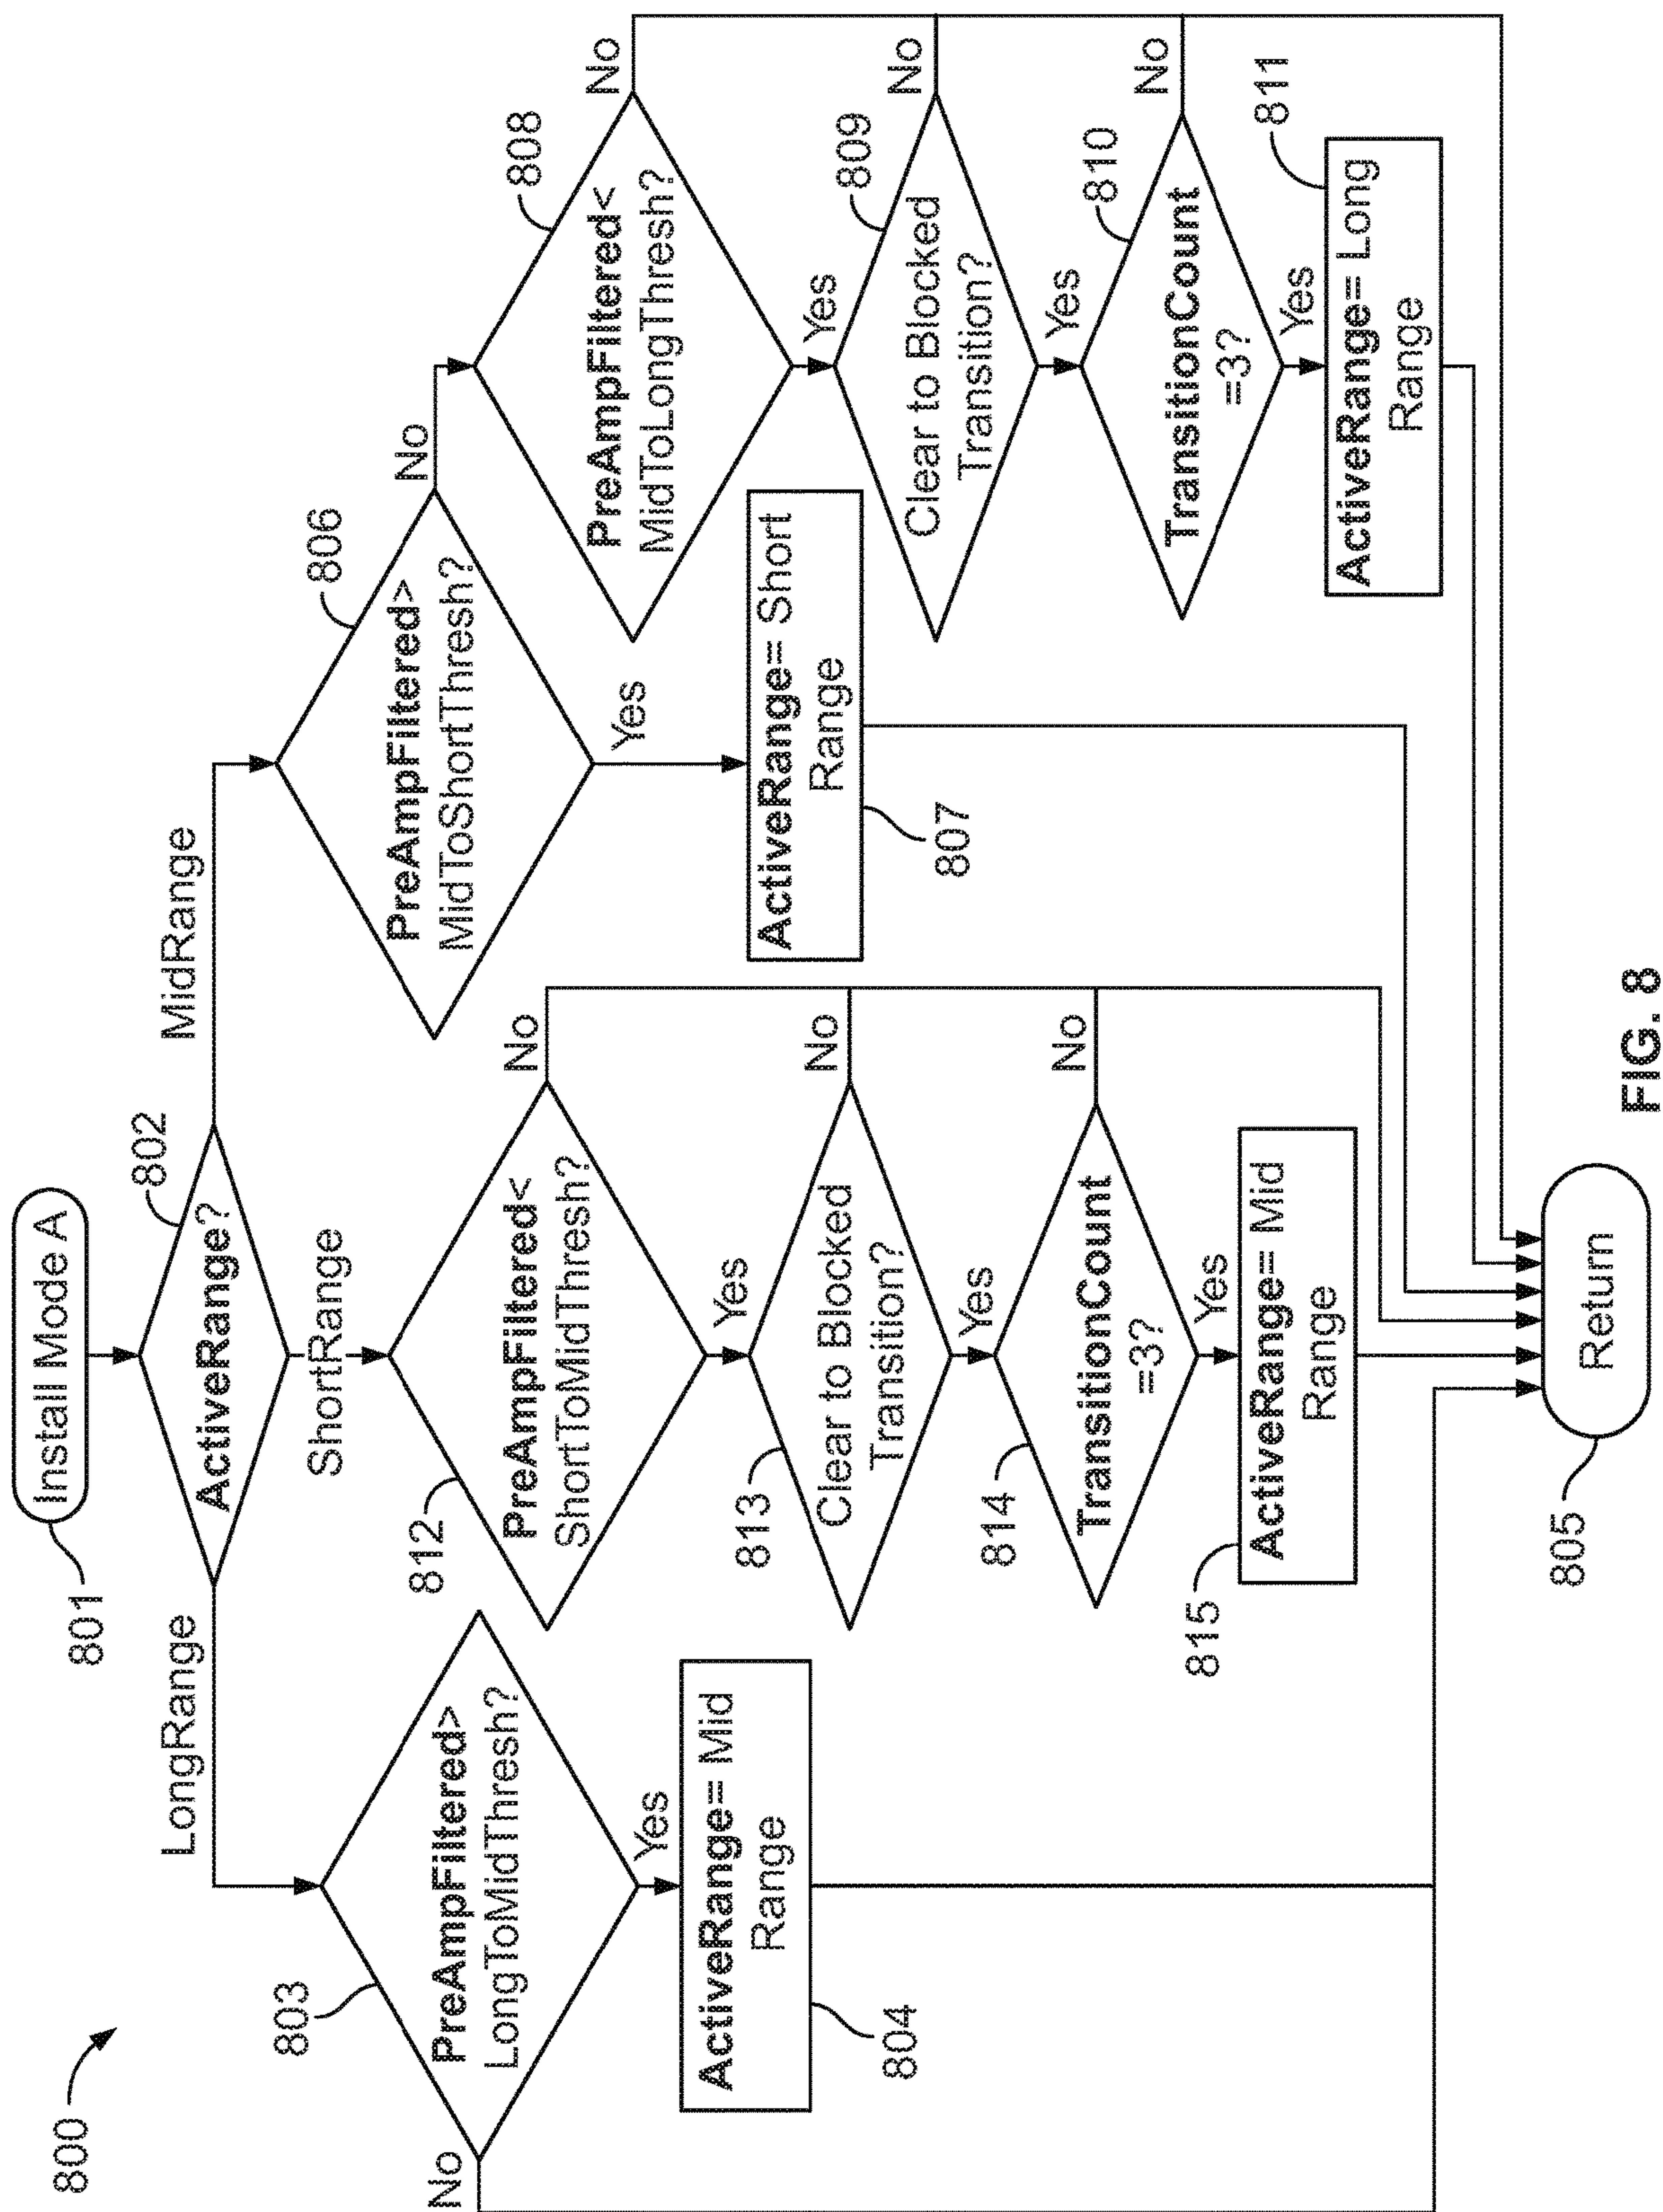 800
801
Install Mode A
802
ActiveRange?
LongRange
ShortRange
MidRange
803
PreAmpFiltered>
LongToMidThresh?
No
Yes
804
ActiveRange= Mid
Range
812
PreAmpFiltered<
ShortToMidThresh?
No
Yes
813
Clear to Blocked
Transition?
No
Yes
814
TransitionCount
=3?
No
Yes
815
ActiveRange= Mid
Range
806
PreAmpFiltered>
MidToShortThresh?
No
Yes
ActiveRange= Short
Range
807
808
PreAmpFiltered<
MidToLongThresh?
No
Yes
809
Clear to Blocked
Transition?
No
Yes
810
TransitionCount
=3?
No
Yes
811
ActiveRange= Long
Range
805
Return
FIG. 8